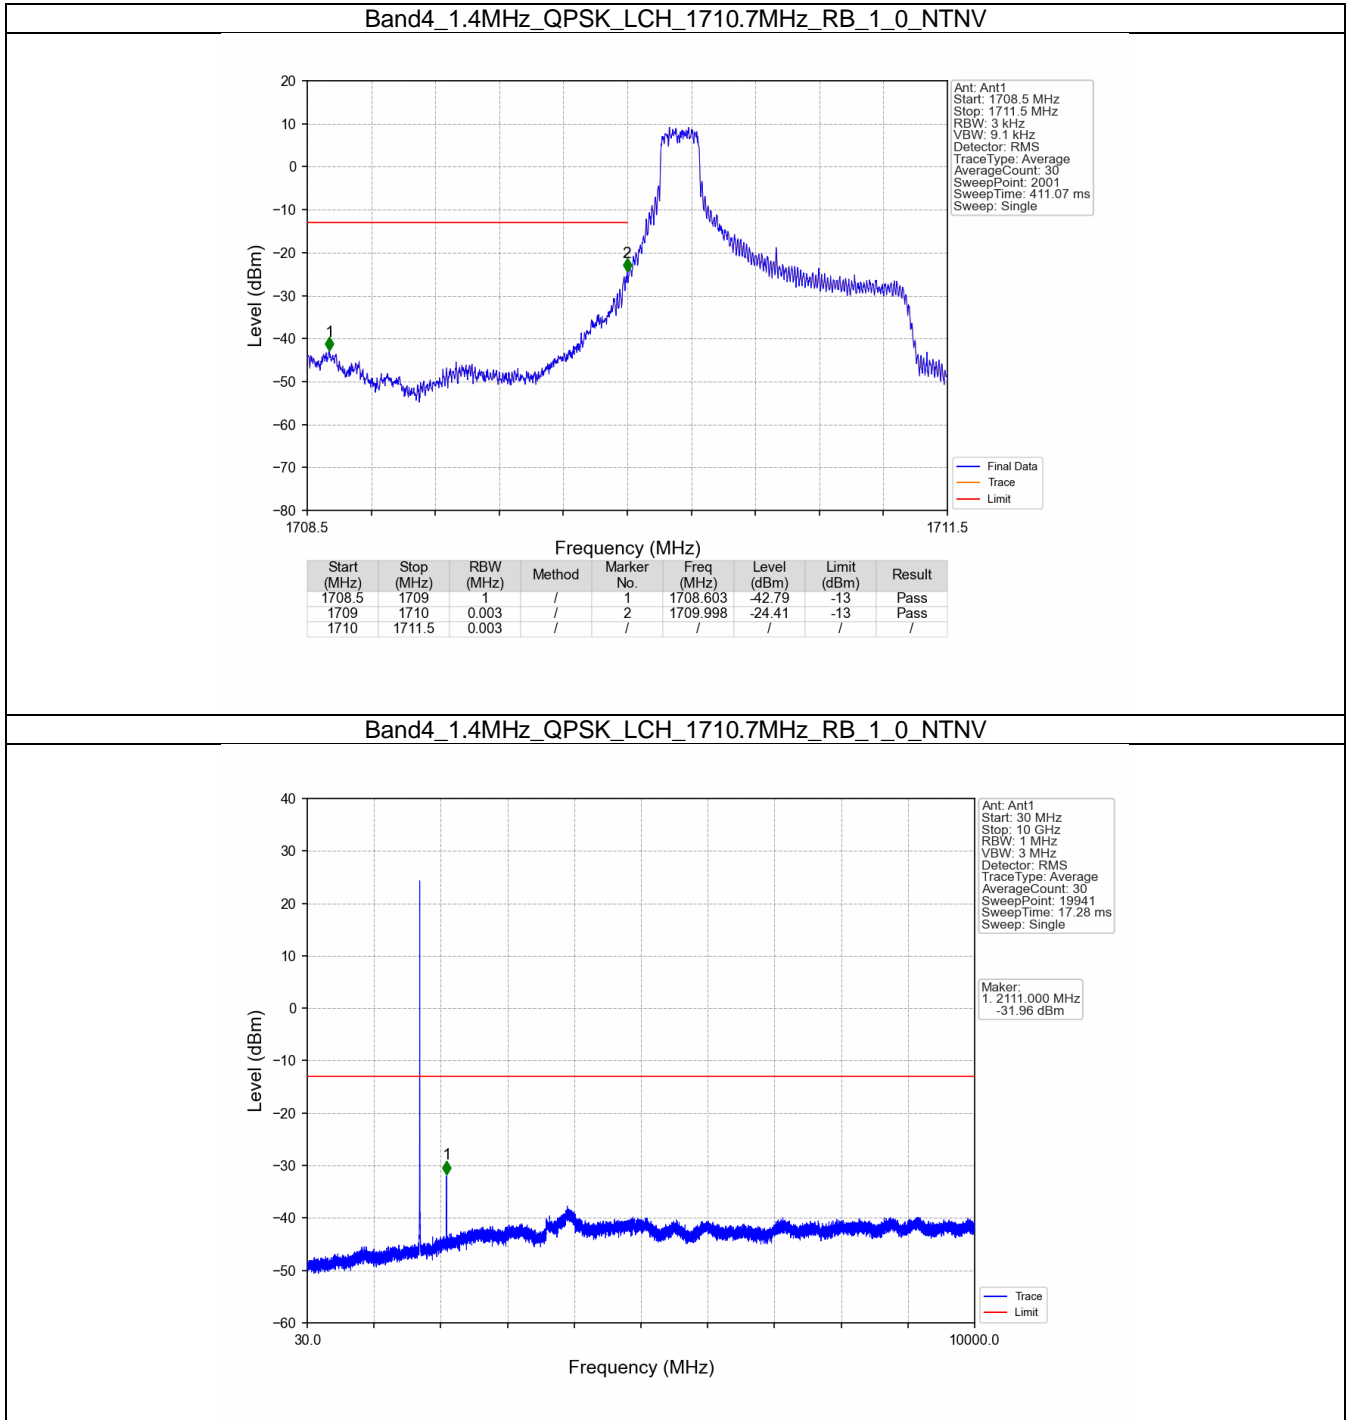 Band4_1.4MHz_QPSK_LCH_1710.7MHz_RB_1_0_NTNV
20
10
0
−10
−20
−30
−40
−50
−60
−70
−80
Level (dBm)
1
2
1708.5
1711.5
Frequency (MHz)
Ant: Ant1
Start: 1708.5 MHz
Stop: 1711.5 MHz
RBW: 3 kHz
VBW: 9.1 kHz
Detector: RMS
TraceType: Average
AverageCount: 30
SweepPoint: 2001
SweepTime: 411.07 ms
Sweep: Single
Final Data
Trace
Limit
Start (MHz) Stop (MHz) RBW (MHz) Method Marker No. Freq (MHz) Level (dBm) Limit (dBm) Result
1708.5 1709 1 / 1 1708.603 -42.79 -13 Pass
1709 1710 0.003 / 2 1709.998 -24.41 -13 Pass
1710 1711.5 0.003 / / / / / /
Band4_1.4MHz_QPSK_LCH_1710.7MHz_RB_1_0_NTNV
40
30
20
10
0
−10
−20
−30
−40
−50
−60
Level (dBm)
1
30.0
10000.0
Frequency (MHz)
Ant: Ant1
Start: 30 MHz
Stop: 10 GHz
RBW: 1 MHz
VBW: 3 MHz
Detector: RMS
TraceType: Average
AverageCount: 30
SweepPoint: 19941
SweepTime: 17.28 ms
Sweep: Single
Maker:
1. 2111.000 MHz
-31.96 dBm
Trace
Limit